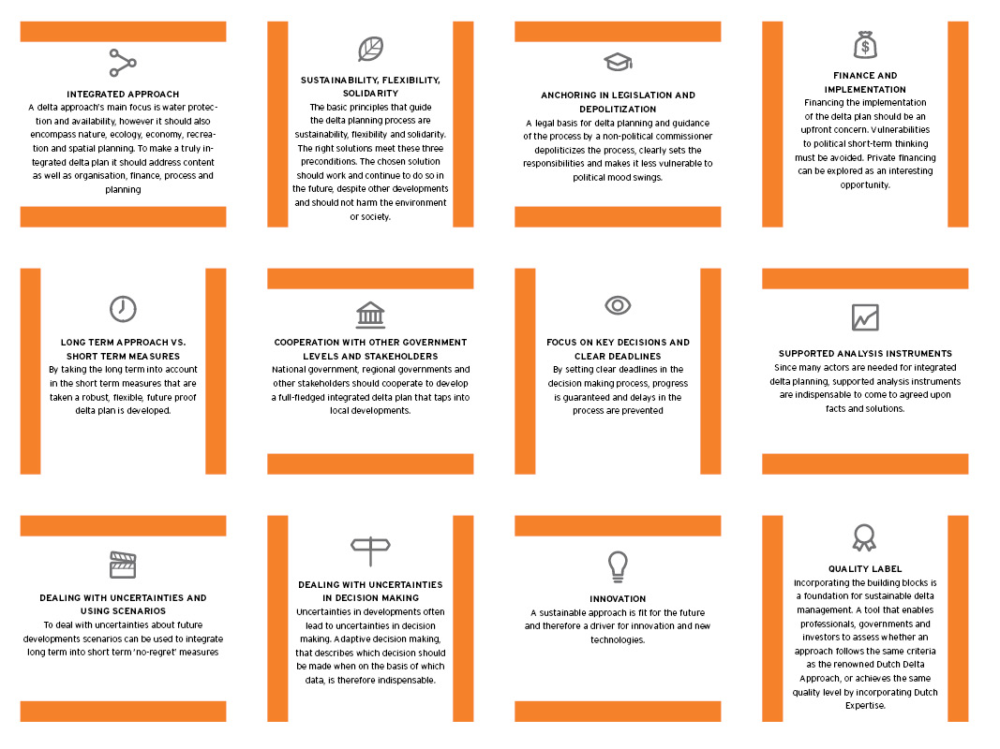 INTEGRATED APPROACH
A delta approach's main focus is water protec-
tion and availability, however it should also
encompass nature, ecology, economy, recrea-
tion and spatial planning. To make a truly in-
tegrated delta plan it should address content
as well as organisation, finance, process and
planning
SUSTAINABILITY, FLEXIBILITY,
SOLIDARITY
The basic principles that guide
the delta planning process are
sustainability, flexibility and solidarity.
The right solutions meet these three
preconditions. The chosen solution
should work and continue to do so in
the future, despite other developments
and should not harm the environment
or society.
ANCHORING IN LEGISLATION AND
DEPOLITIZATION
A legal basis for delta planning and guidance
of the process by a non-political commissioner
depoliticizes the process, clearly sets the
responsibilities and makes it less vulnerable to
political mood swings.
FINANCE AND
IMPLEMENTATION
Financing the implementation
of the delta plan should be an
upfront concern. Vulnerabilities
to political short-term thinking
must be avoided. Private financing
can be explored as an interesting
opportunity.
LONG TERM APPROACH VS.
SHORT TERM MEASURES
By taking the long term into account
in the short term measures that are
taken a robust, flexible, future proof
delta plan is developed.
COOPERATION WITH OTHER GOVERNMENT
LEVELS AND STAKEHOLDERS
National government, regional governments and
other stakeholders should cooperate to develop
a full-fledged integrated delta plan that taps into
local developments.
FOCUS ON KEY DECISIONS AND
CLEAR DEADLINES
By setting clear deadlines in the
decision making process, progress
is guaranteed and delays in the
process are prevented
SUPPORTED ANALYSIS INSTRUMENTS
Since many actors are needed for integrated
delta planning, supported analysis instruments
are indispensable to come to agreed upon
facts and solutions.
DEALING WITH UNCERTAINTIES AND
USING SCENARIOS
To deal with uncertainties about future
developments scenarios can be used to integrate
long term into short term 'no-regret' measures
DEALING WITH UNCERTAINTIES
IN DECISION MAKING
Uncertainties in developments often
lead to uncertainties in decision
making. Adaptive decision making,
that describes which decision should
be made when on the basis of which
data, is therefore indispensable.
INNOVATION
A sustainable approach is fit for the future
and therefore a driver for innovation and new
technologies.
QUALITY LABEL
Incorporating the building blocks is
a foundation for sustainable delta
management. A tool that enables
professionals, governments and
investors to assess whether an
approach follows the same criteria
as the renowned Dutch Delta
Approach, or achieves the same
quality level by incorporating Dutch
Expertise.